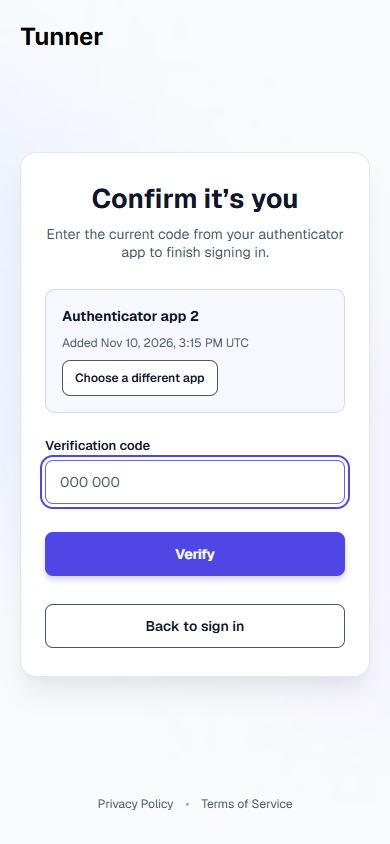 Tunner
Confirm it’s you
Enter the current code from your authenticator
app to finish signing in.
Authenticator app 2
Added Nov 10, 2026, 3:15 PM UTC
Choose a different app
Verification code
000 000
Verify
Back to sign in
Privacy Policy • Terms of Service